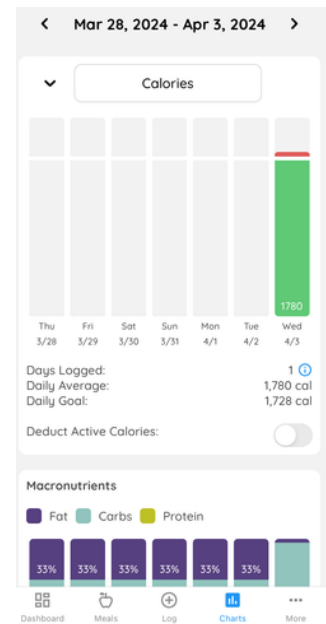 Mar 28, 2024 - Apr 3, 2024
Calories
1780
Thu Fri Sat Sun Mon Tue Wed
3/28 3/29 3/30 3/31 4/1 4/2 4/3
Days Logged: 1
Daily Average: 1,780 cal
Daily Goal: 1,728 cal
Deduct Active Calories:
Macronutrients
Fat Carbs Protein
33% 33% 33% 33% 33% 33%
Dashboard Meals Log Charts More